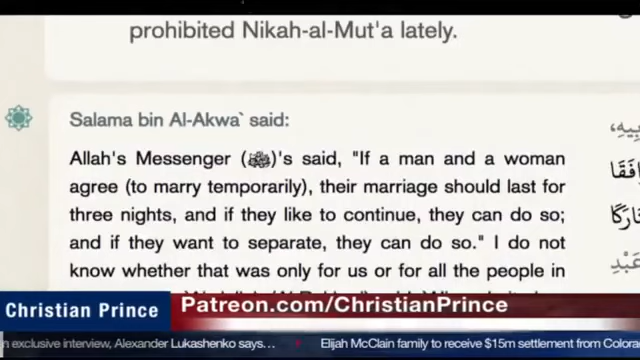 prohibited Nikah-al-Mut'a lately.
Salama bin Al-Akwa` said:
Allah's Messenger (ﷺ)'s said, "If a man and a woman
agree (to marry temporarily), their marriage should last for
three nights, and if they like to continue, they can do so;
and if they want to separate, they can do so." I do not
know whether that was only for us or for all the people in
Christian Prince
Patreon.com/ChristianPrince
n exclusive interview, Alexander Lukashenko says...
Elijah McClain family to receive $15m settlement from Colora